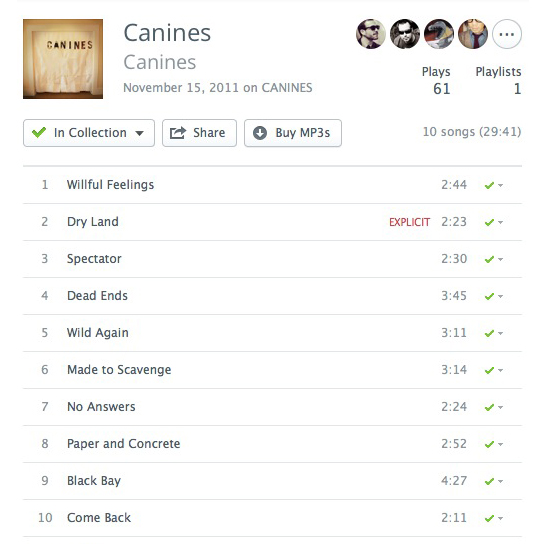 CANINES
Canines
Canines
November 15, 2011 on CANINES
Plays Playlists
61 1
In Collection Share Buy MP3s 10 songs (29:41)
1 Willful Feelings 2:44
2 Dry Land EXPLICIT 2:23
3 Spectator 2:30
4 Dead Ends 3:45
5 Wild Again 3:11
6 Made to Scavenge 3:14
7 No Answers 2:24
8 Paper and Concrete 2:52
9 Black Bay 4:27
10 Come Back 2:11